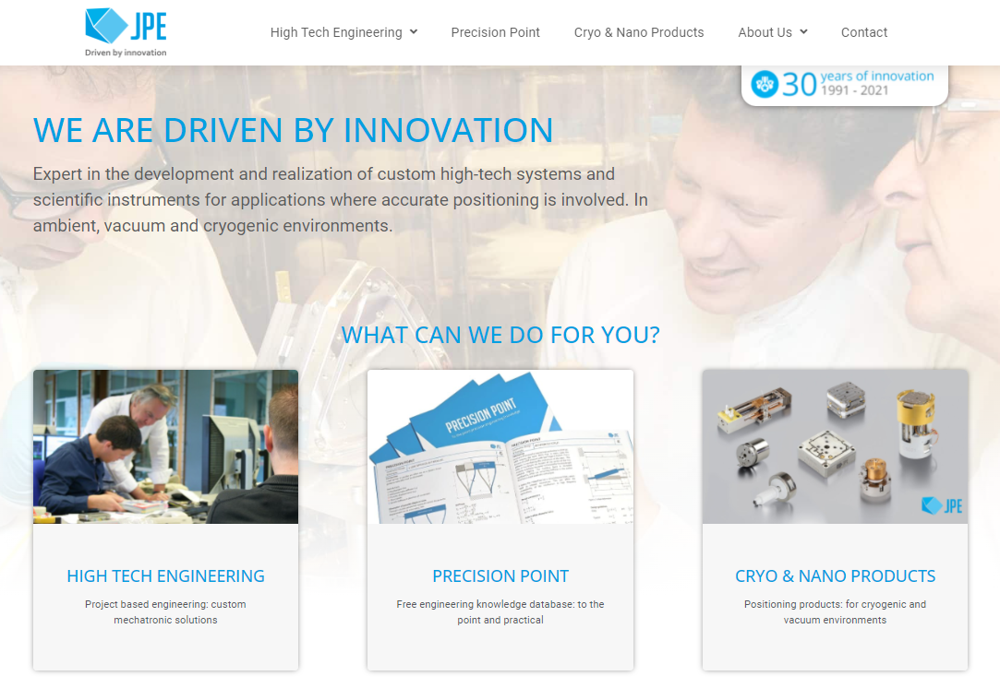 JPE
Driven by innovation
High Tech Engineering
Precision Point
Cryo & Nano Products
About Us
Contact
30 years of innovation
1991 - 2021
WE ARE DRIVEN BY INNOVATION
Expert in the development and realization of custom high-tech systems and
scientific instruments for applications where accurate positioning is involved. In
ambient, vacuum and cryogenic environments.
WHAT CAN WE DO FOR YOU?
PRECISION POINT
PRECISION POINT
PRECISION POINT
JPE
HIGH TECH ENGINEERING
Project based engineering: custom
mechatronic solutions
PRECISION POINT
Free engineering knowledge database: to the
point and practical
CRYO & NANO PRODUCTS
Positioning products: for cryogenic and
vacuum environments